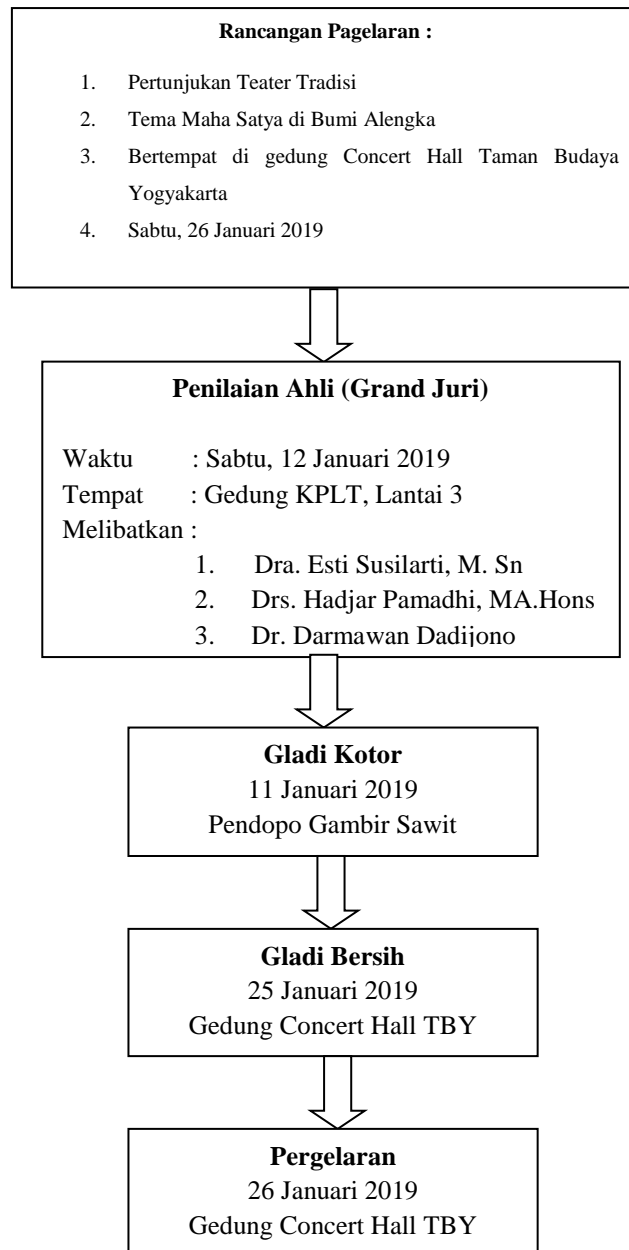 Rancangan Pagelaran :
1. Pertunjukan Teater Tradisi
2. Tema Maha Satya di Bumi Alengka
3. Bertempat di gedung Concert Hall Taman Budaya
Yogyakarta
4. Sabtu, 26 Januari 2019
Penilaian Ahli (Grand Juri)
Waktu : Sabtu, 12 Januari 2019
Tempat : Gedung KPLT, Lantai 3
Melibatkan :
1. Dra. Esti Susilarti, M. Sn
2. Drs. Hadjar Pamadhi, MA.Hons
3. Dr. Darmawan Dadijono
Gladi Kotor
11 Januari 2019
Pendopo Gambir Sawit
Gladi Bersih
25 Januari 2019
Gedung Concert Hall TBY
Pergelaran
26 Januari 2019
Gedung Concert Hall TBY